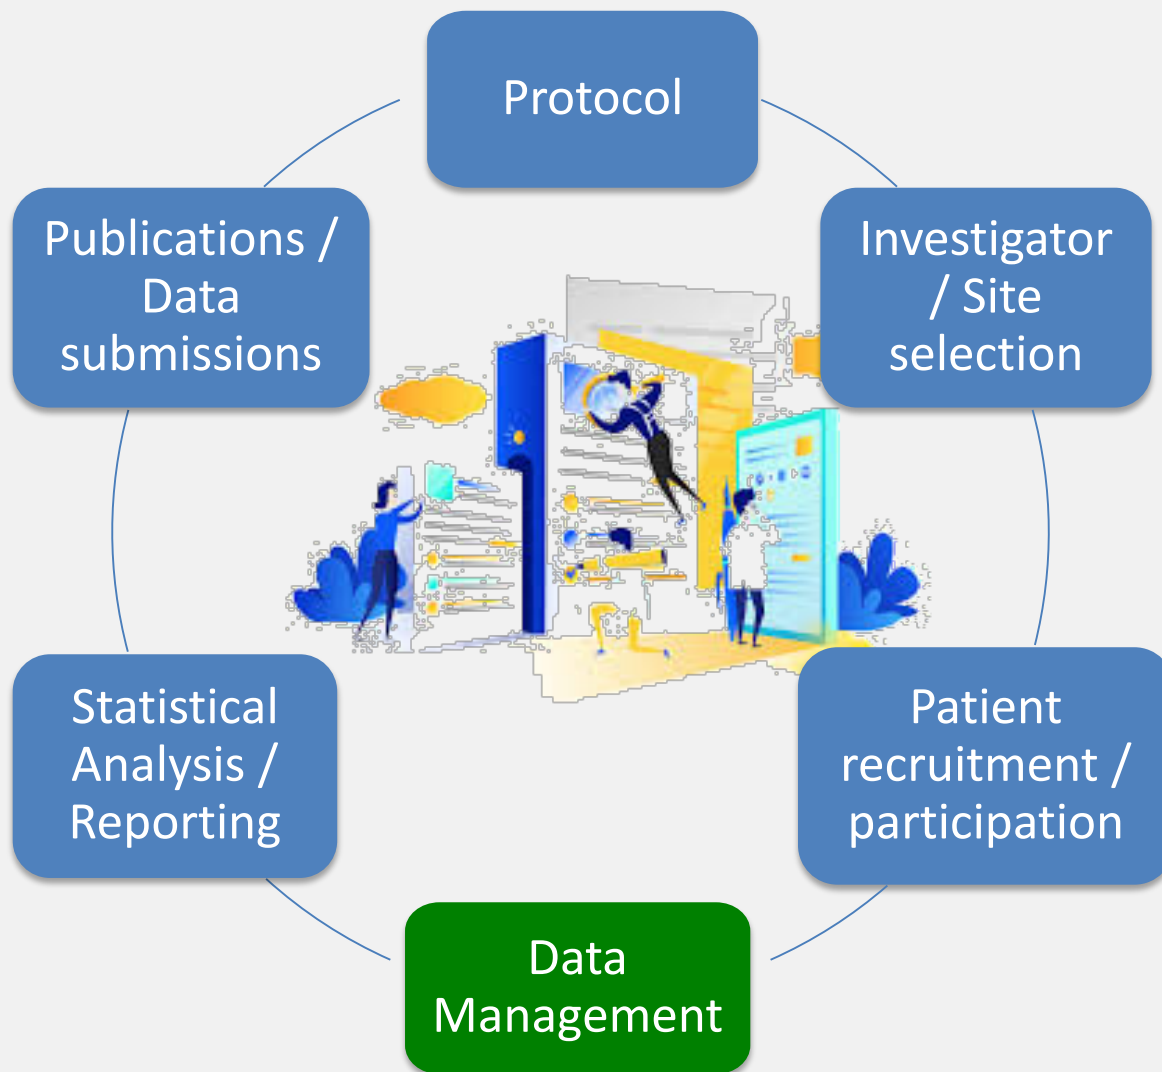 Protocol
Investigator
/ Site
selection
Patient
recruitment /
participation
Data
Management
Statistical
Analysis /
Reporting
Publications /
Data
submissions